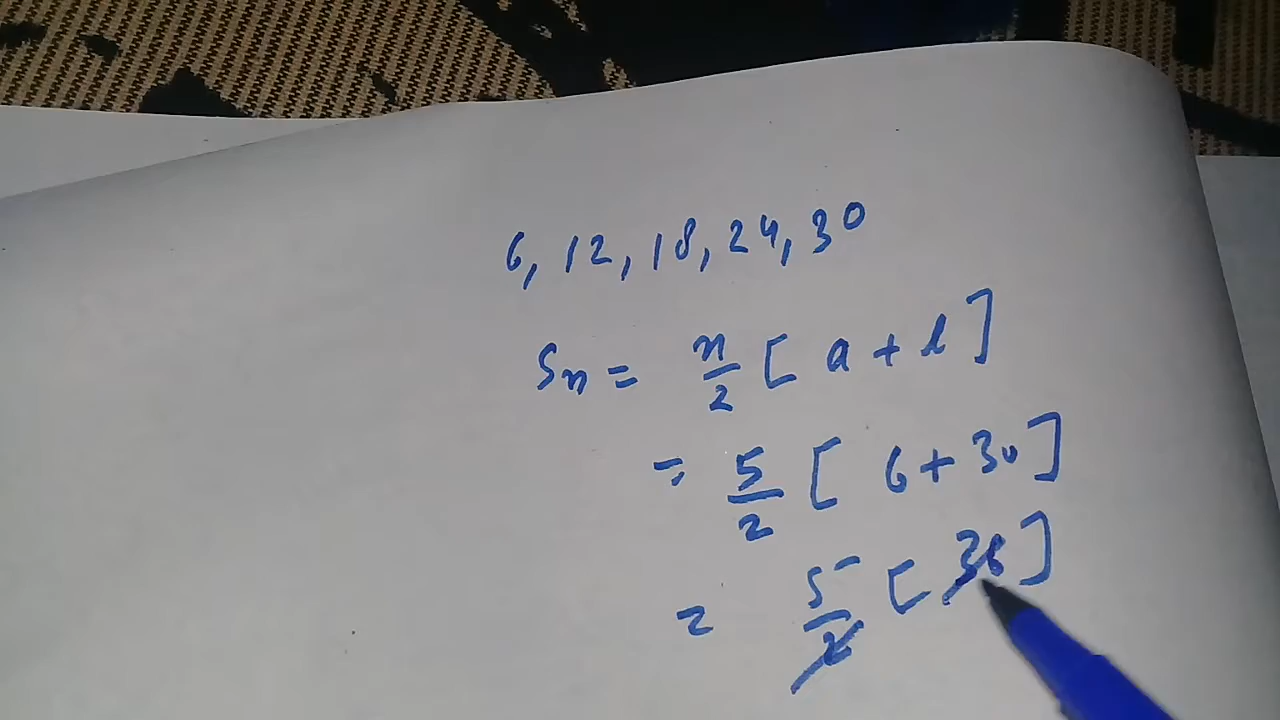 6, 12, 18, 24, 30
Sn = n/2 [ a + l ]
= 5/2 [ 6 + 30 ]
= 5/2 [ 36 ]